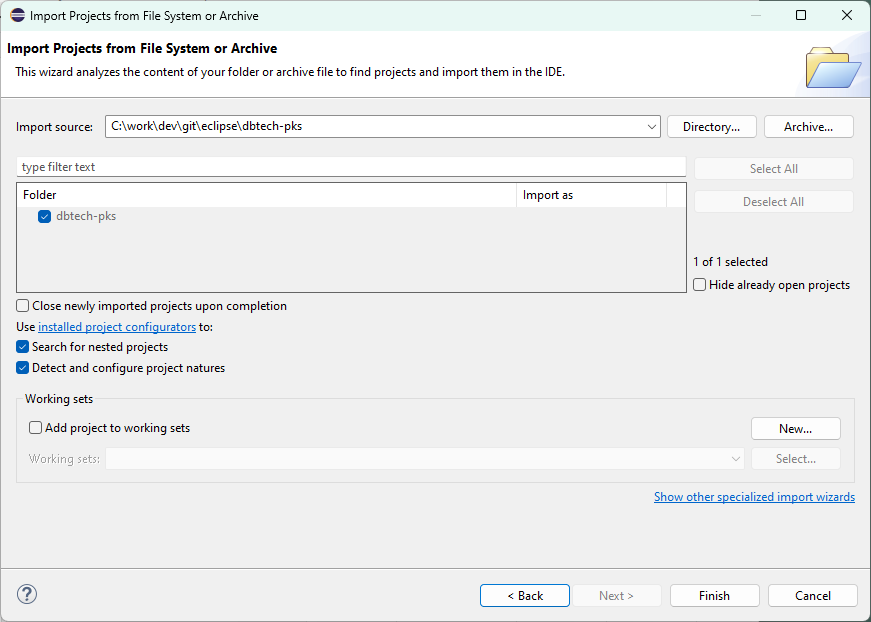 Import Projects from File System or Archive
Import Projects from File System or Archive
This wizard analyzes the content of your folder or archive file to find projects and import them in the IDE.
Import source: C:\work\dev\git\eclipse\dbtech-pks Directory... Archive...
type filter text Select All
Folder Import as
Deselect All
dbtech-pks
1 of 1 selected
Hide already open projects
Close newly imported projects upon completion
Use installed project configurators to:
Search for nested projects
Detect and configure project natures
Working sets
Add project to working sets New...
Working sets: Select...
Show other specialized import wizards
? < Back Next > Finish Cancel